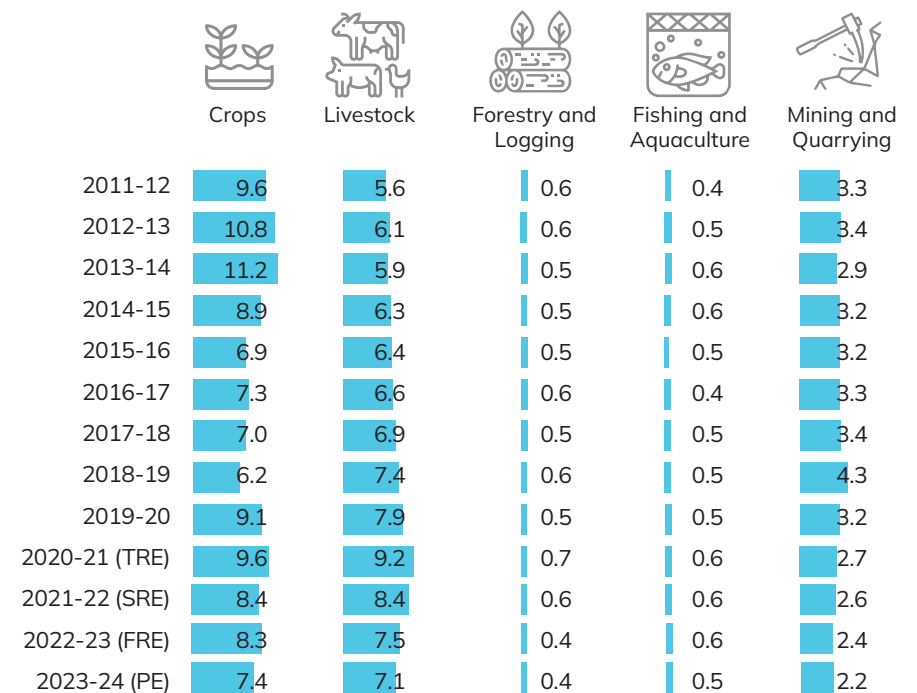 Crops
Livestock
Forestry and
Logging
Fishing and
Aquaculture
Mining and
Quarrying
2011-12 9.6 5.6 0.6 0.4 3.3
2012-13 10.8 6.1 0.6 0.5 3.4
2013-14 11.2 5.9 0.5 0.6 2.9
2014-15 8.9 6.3 0.5 0.6 3.2
2015-16 6.9 6.4 0.5 0.5 3.2
2016-17 7.3 6.6 0.6 0.4 3.3
2017-18 7.0 6.9 0.5 0.5 3.4
2018-19 6.2 7.4 0.6 0.5 4.3
2019-20 9.1 7.9 0.5 0.5 3.2
2020-21 (TRE) 9.6 9.2 0.7 0.6 2.7
2021-22 (SRE) 8.4 8.4 0.6 0.6 2.6
2022-23 (FRE) 8.3 7.5 0.4 0.6 2.4
2023-24 (PE) 7.4 7.1 0.4 0.5 2.2